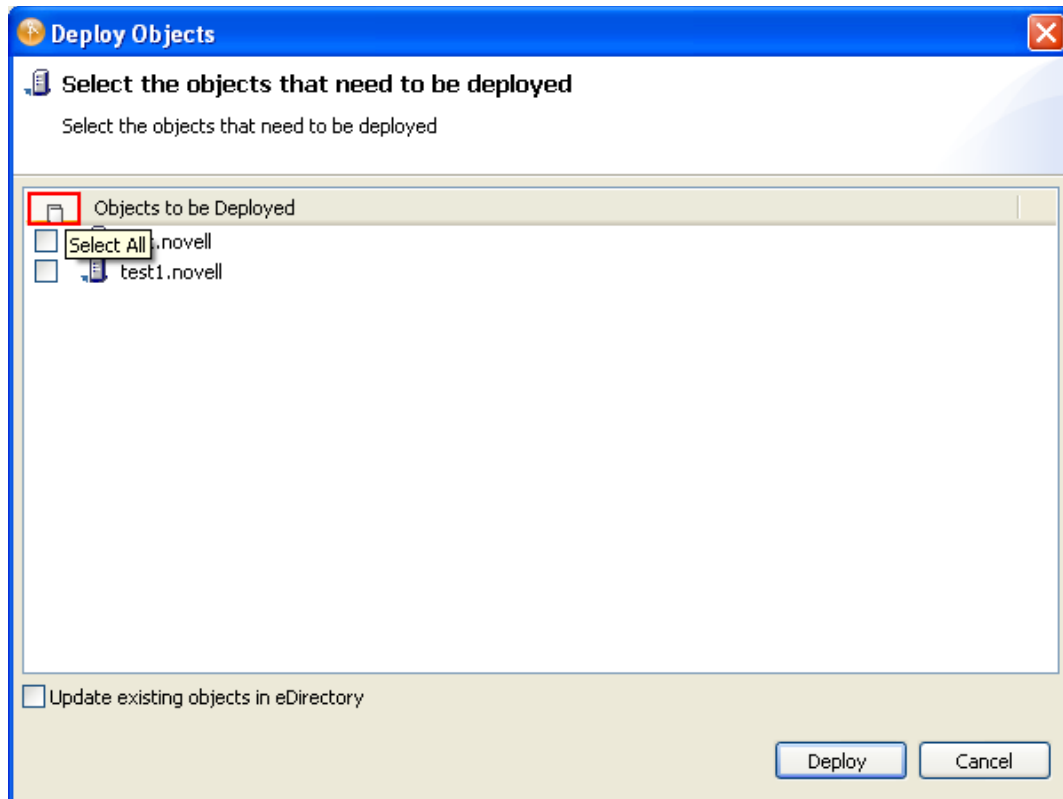 Deploy Objects
Select the objects that need to be deployed
Select the objects that need to be deployed
Objects to be Deployed
Select All
.novell
test1.novell
Update existing objects in eDirectory
Deploy Cancel